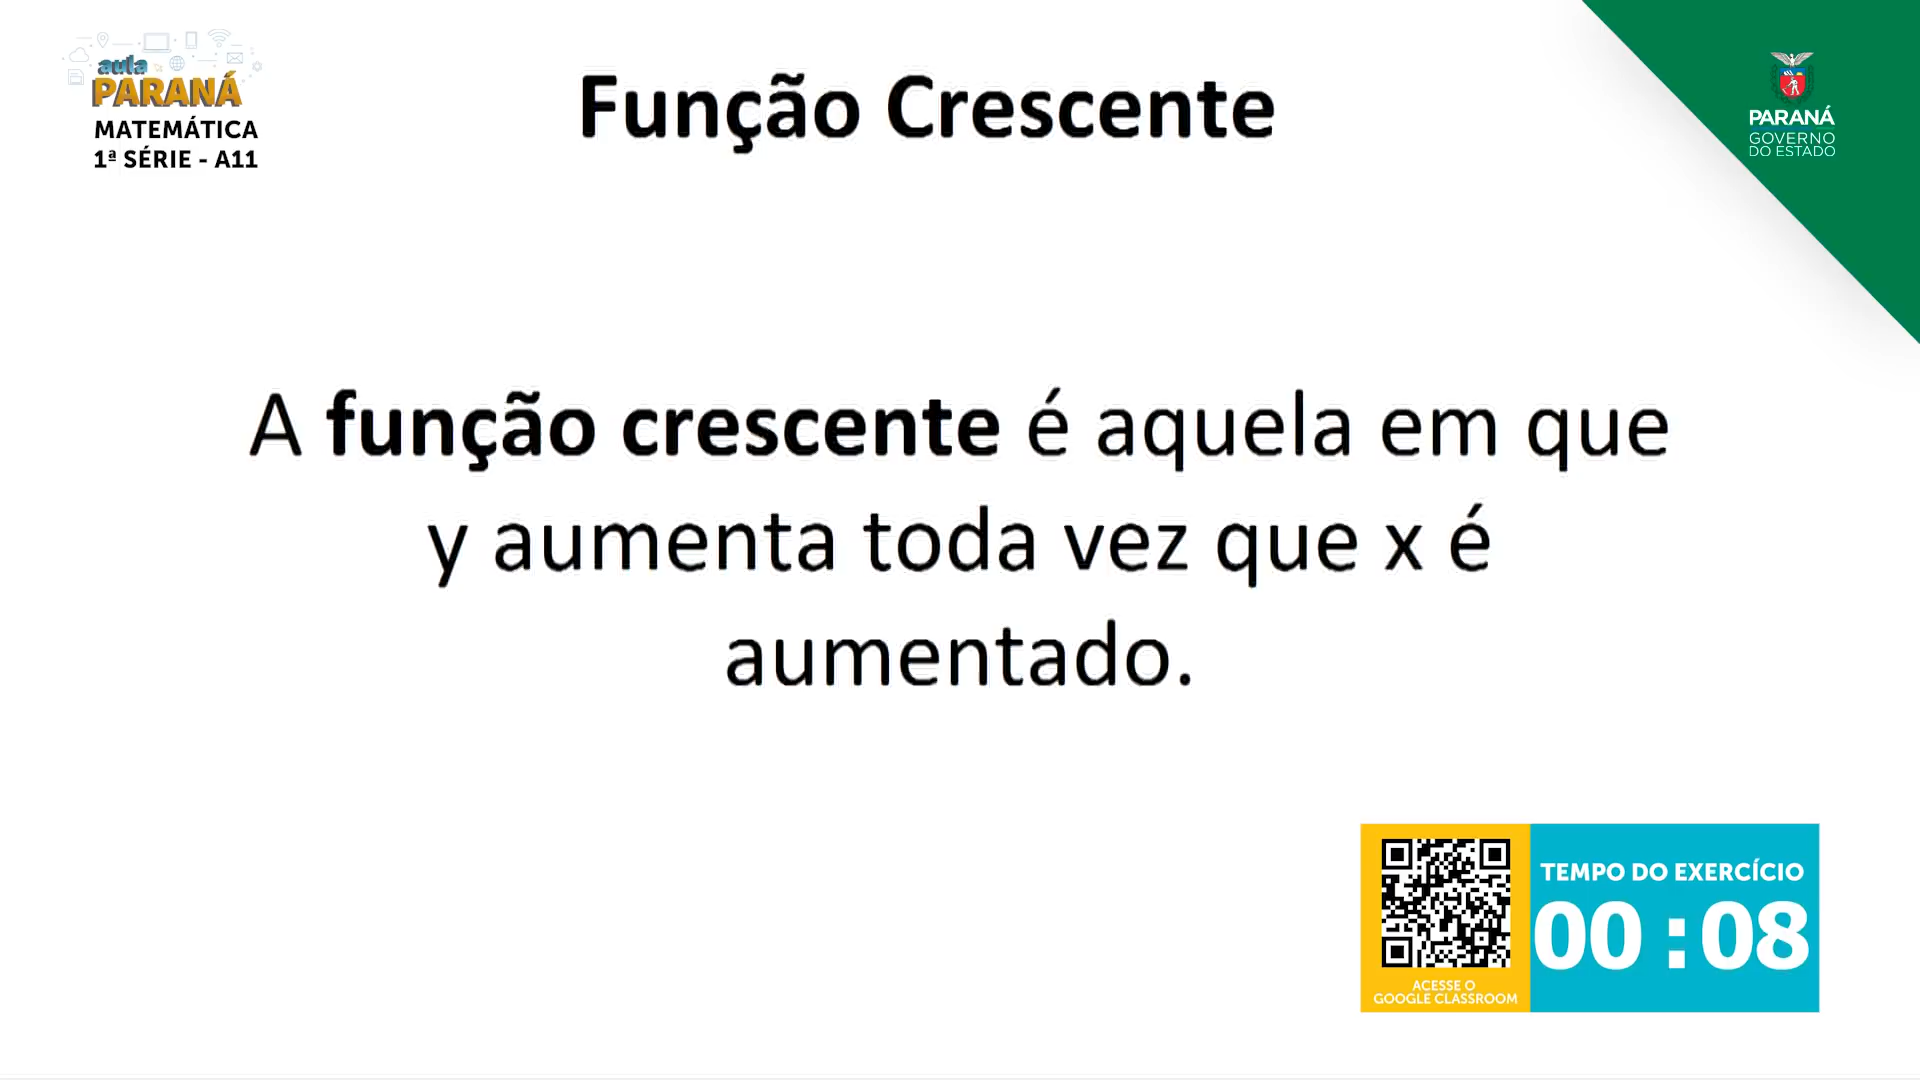 aula
PARANÁ
MATEMÁTICA
1ª SÉRIE - A11
Função Crescente
PARANÁ
GOVERNO
DO ESTADO
A função crescente é aquela em que
y aumenta toda vez que x é
aumentado.
TEMPO DO EXERCÍCIO
00 : 08
ACESSE O
GOOGLE CLASSROOM